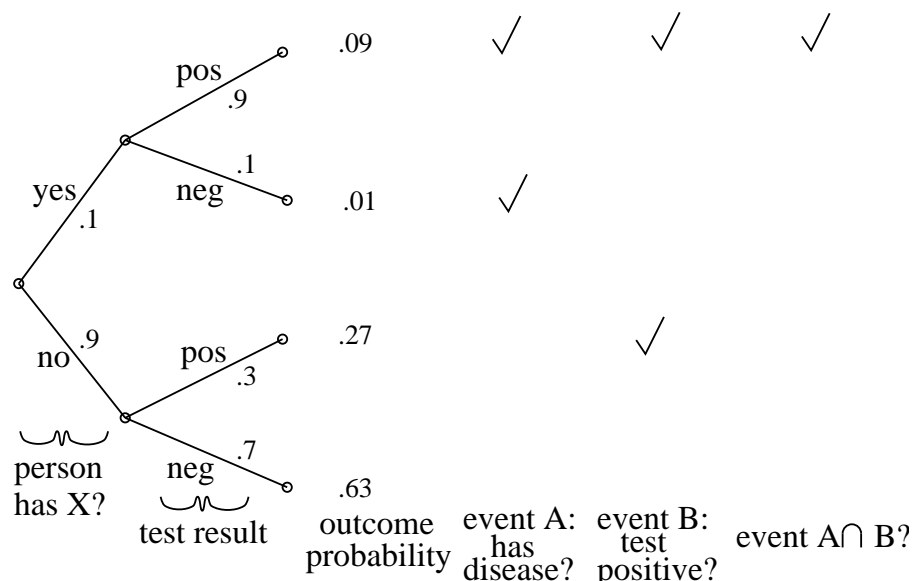 .09
pos
.9
.1
yes
neg
.01
.1
.9
.27
no
pos
.3
.7
person
has X?
neg
.63
test result
outcome
probability
event A:
has
disease?
event B:
test
positive?
event A∩ B?